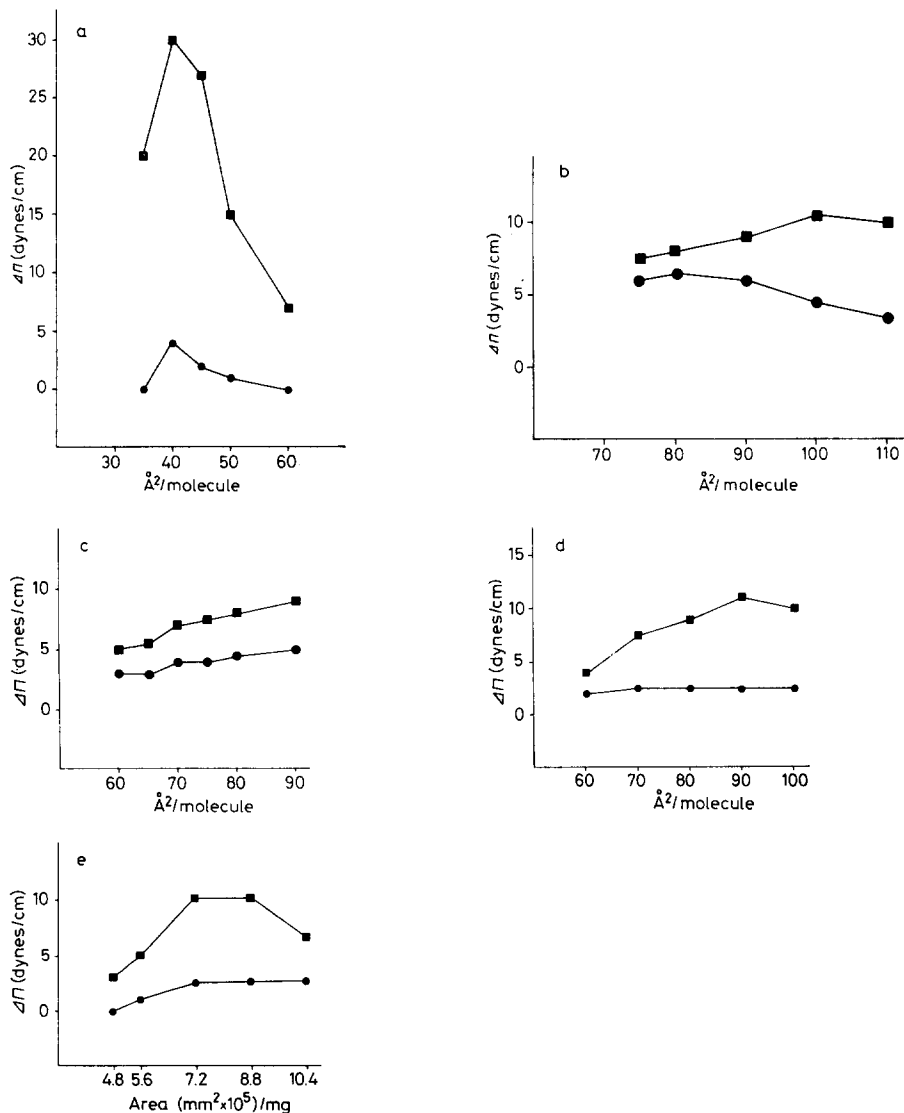 a
30
25
20
15
10
5
0
ΔΠ (dynes/cm)
30 40 50 60
Å²/molecule
b
10
5
0
ΔΠ (dynes/cm)
70 80 90 100 110
Å²/molecule
c
10
5
0
ΔΠ (dynes/cm)
60 70 80 90
Å²/molecule
d
15
10
5
0
ΔΠ (dynes/cm)
60 70 80 90 100
Å²/molecule
e
10
5
0
ΔΠ (dynes/cm)
4.8 5.6 7.2 8.8 10.4
Area (mm²x10⁵)/mg